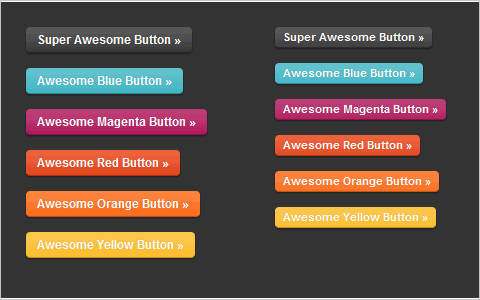 Super Awesome Button »
Awesome Blue Button »
Awesome Magenta Button »
Awesome Red Button »
Awesome Orange Button »
Awesome Yellow Button »
Super Awesome Button »
Awesome Blue Button »
Awesome Magenta Button »
Awesome Red Button »
Awesome Orange Button »
Awesome Yellow Button »